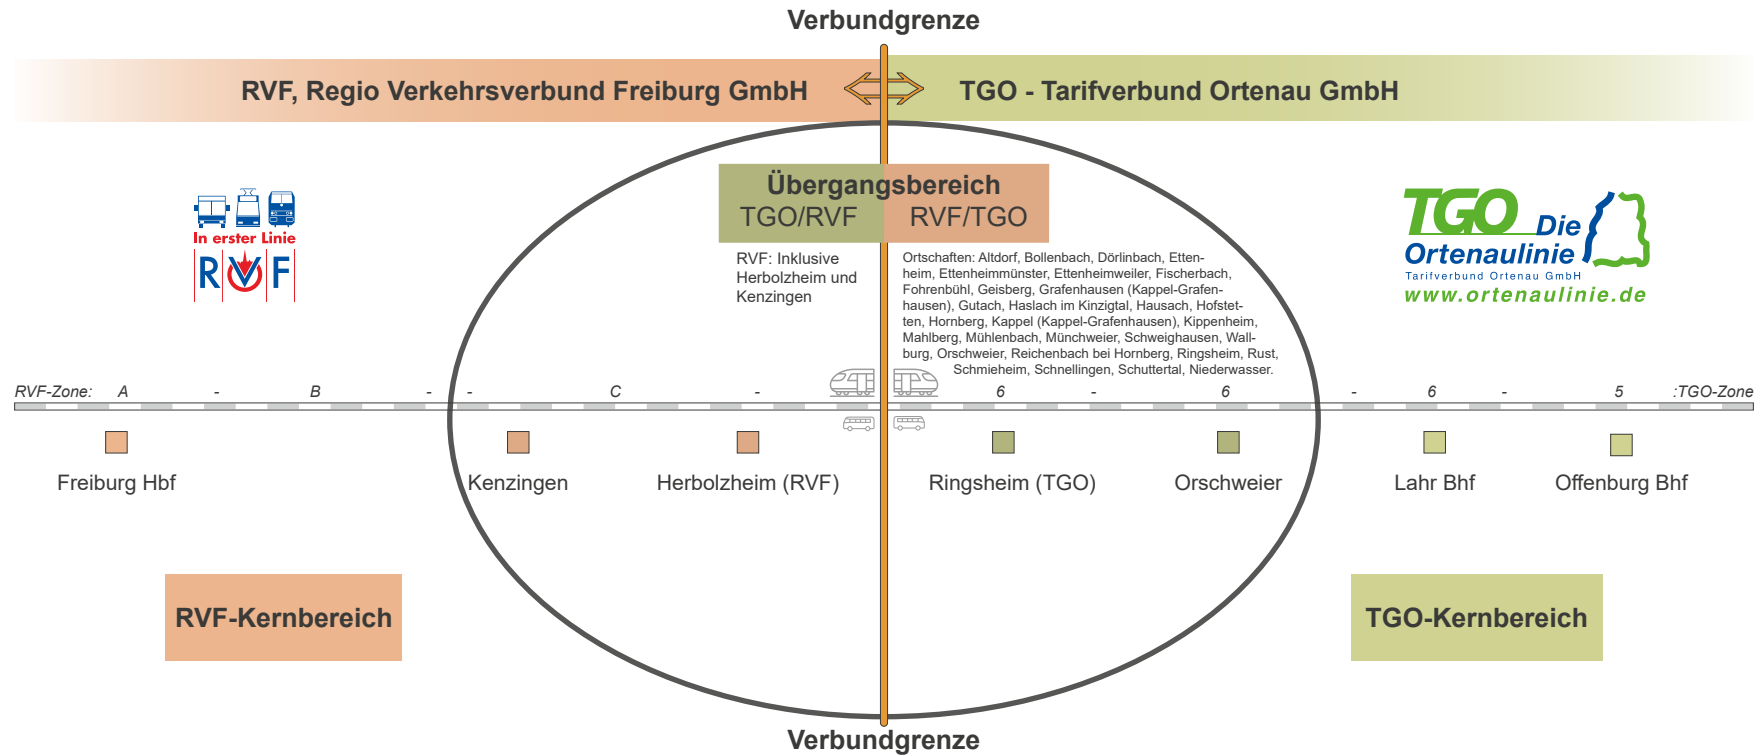 Verbundgrenze
RVF, Regio Verkehrsverbund Freiburg GmbH
TGO - Tarifverbund Ortenau GmbH
Übergangsbereich
TGO/RVF
RVF/TGO
In erster Linie
RVF
TGO Die
Ortenaulinie
Tarifverbund Ortenau GmbH
www.ortenaulinie.de
RVF: Inklusive
Herbolzheim und
Kenzingen
Ortschaften: Altdorf, Bollenbach, Dörlinbach, Etten-
heim, Ettenheimmünster, Ettenheimweiler, Fischerbach,
Fohrenbühl, Geisberg, Grafenhausen (Kappel-Grafen-
hausen), Gutach, Haslach im Kinzigtal, Hausach, Hofstet-
ten, Hornberg, Kappel (Kappel-Grafenhausen), Kippenheim,
Mahlberg, Mühlenbach, Münchweier, Schweighausen, Wall-
burg, Orschweier, Reichenbach bei Hornberg, Ringsheim, Rust,
Schmieheim, Schnellingen, Schuttertal, Niederwasser.
RVF-Zone: A - B - - C - 6 - 6 - 6 - 5 :TGO-Zone
Freiburg Hbf
Kenzingen
Herbolzheim (RVF)
Ringsheim (TGO)
Orschweier
Lahr Bhf
Offenburg Bhf
RVF-Kernbereich
TGO-Kernbereich
Verbundgrenze